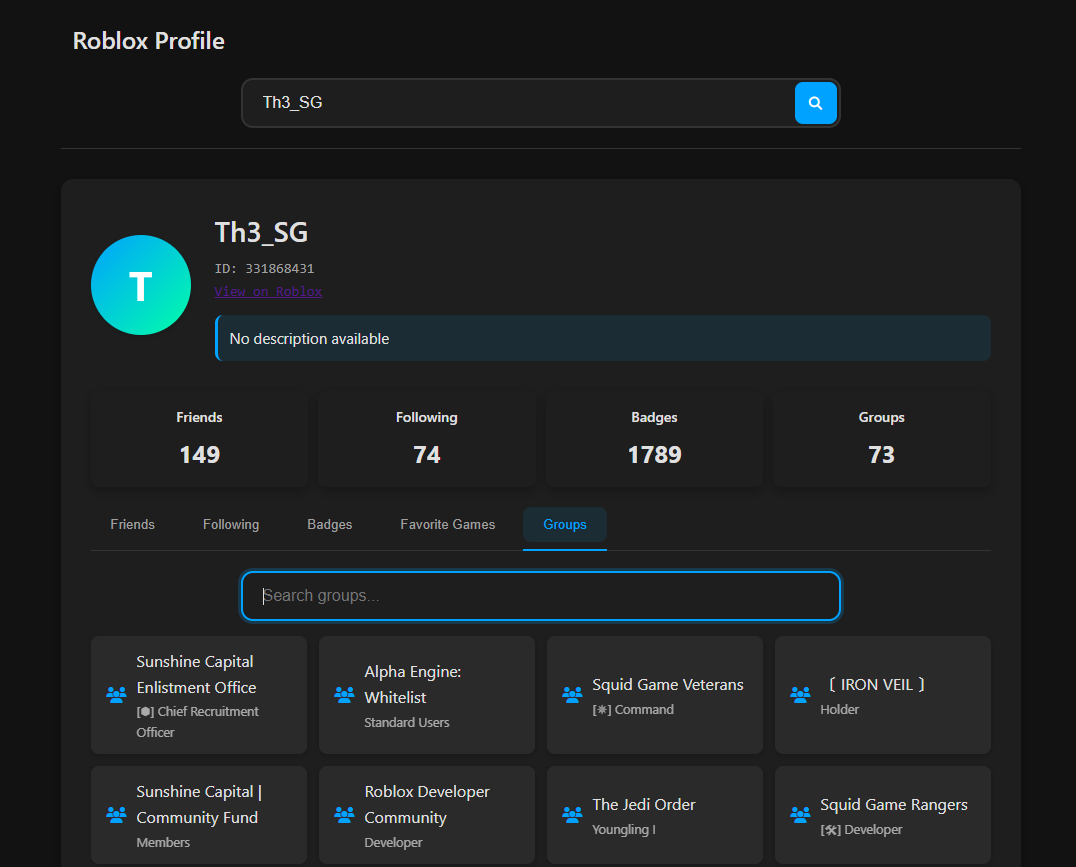 Roblox Profile
Th3_SG
T
Th3_SG
ID: 331868431
View on Roblox
No description available
Friends Following Badges Groups
149 74 1789 73
Friends Following Badges Favorite Games Groups
Search groups...
Sunshine Capital
Enlistment Office
[⬢] Chief Recruitment
Officer
Alpha Engine:
Whitelist
Standard Users
Squid Game Veterans
[⁕] Command
〔 IRON VEIL 〕
Holder
Sunshine Capital |
Community Fund
Members
Roblox Developer
Community
Developer
The Jedi Order
Youngling I
Squid Game Rangers
[🛠] Developer